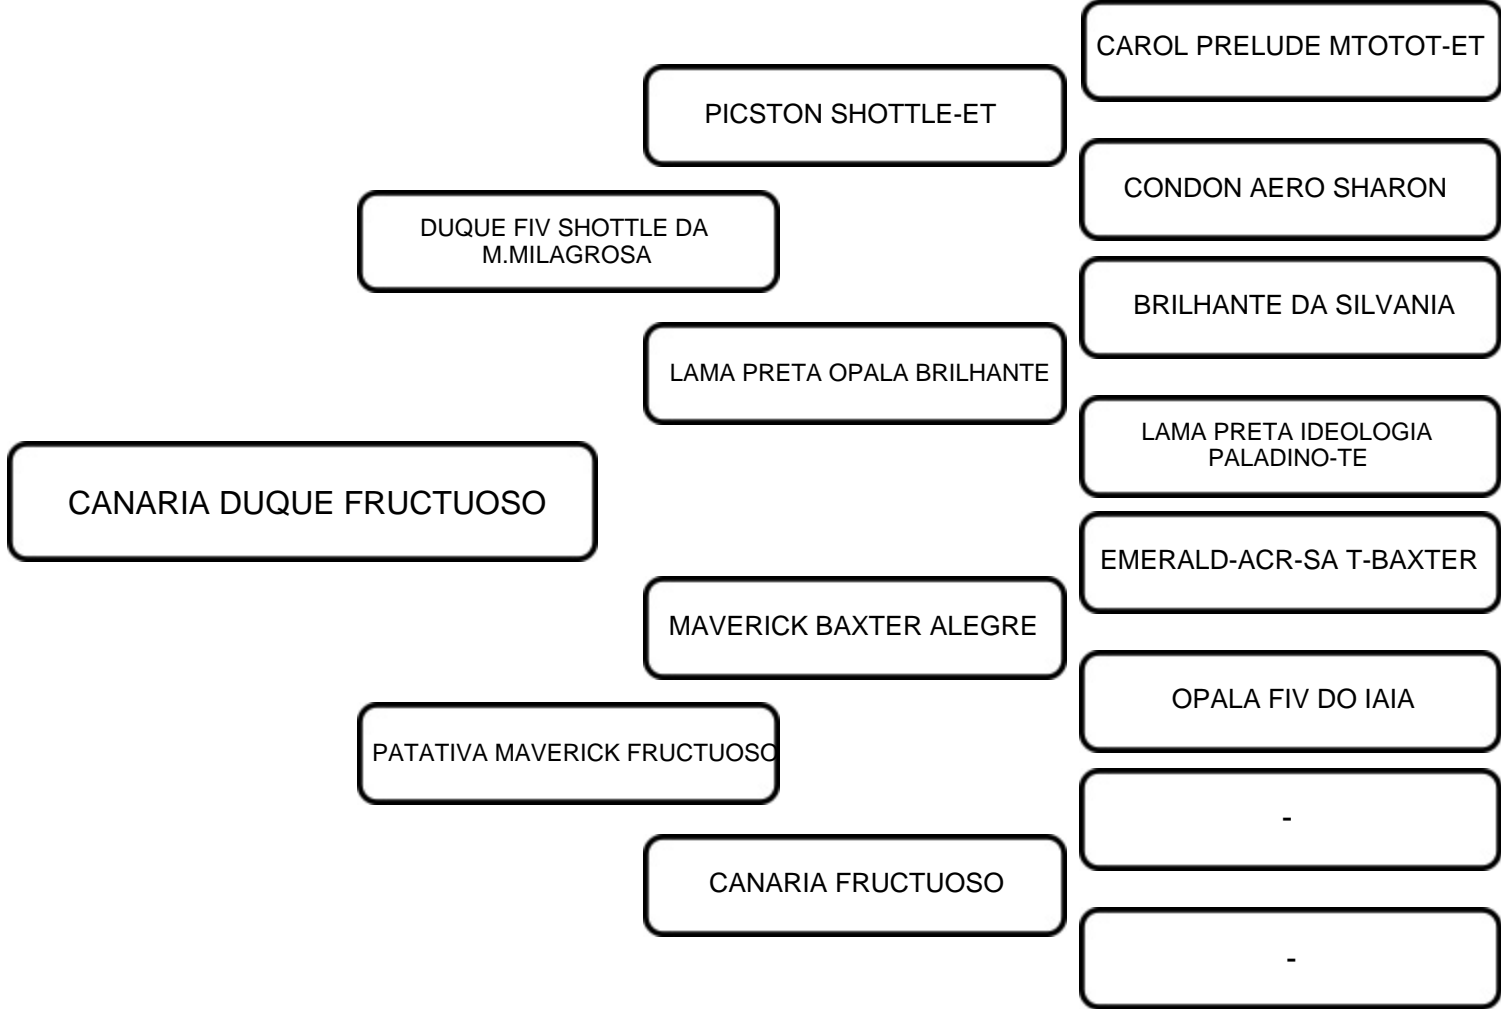 CAROL PRELUDE MTOTOT-ET
PICSTON SHOTTLE-ET
CONDON AERO SHARON
DUQUE FIV SHOTTLE DA
M.MILAGROSA
BRILHANTE DA SILVANIA
LAMA PRETA OPALA BRILHANTE
LAMA PRETA IDEOLOGIA
PALADINO-TE
CANARIA DUQUE FRUCTUOSO
EMERALD-ACR-SA T-BAXTER
MAVERICK BAXTER ALEGRE
OPALA FIV DO IAIA
PATATIVA MAVERICK FRUCTUOSO
-
CANARIA FRUCTUOSO
-